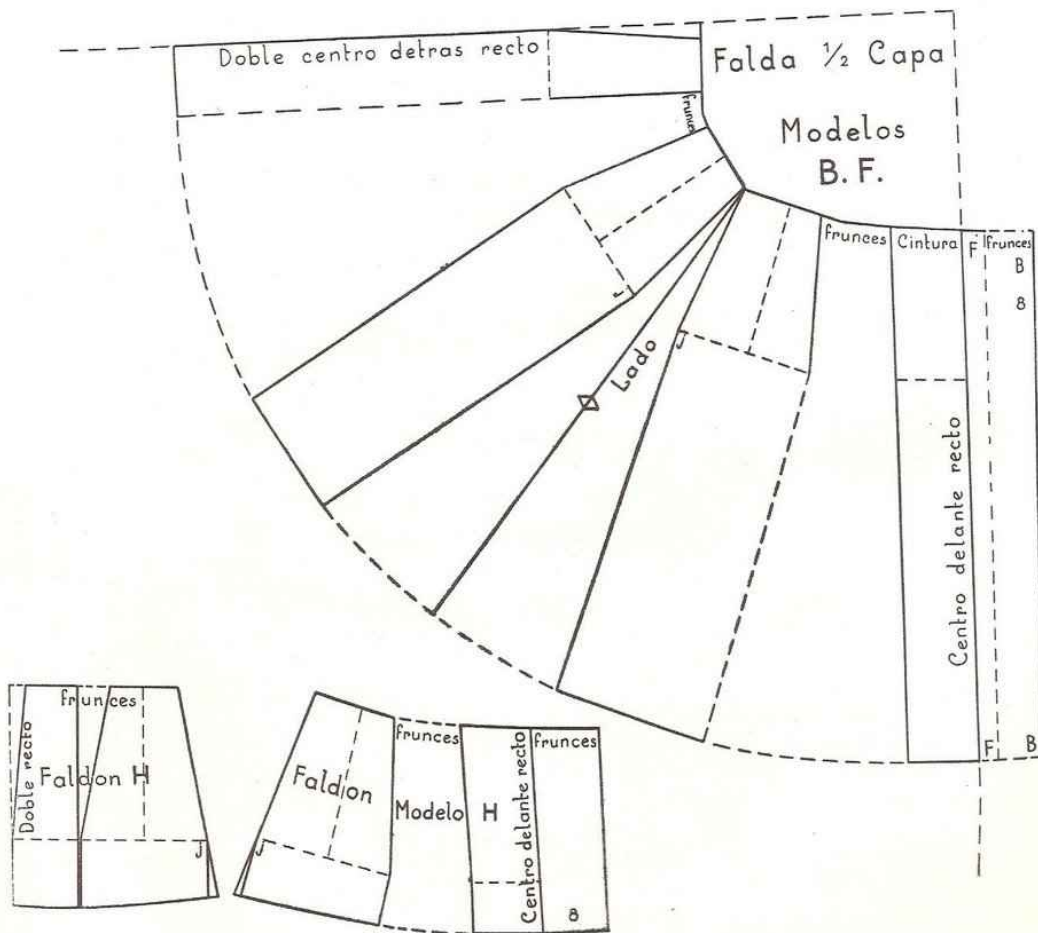 Doble centro detras recto
Falda ½ Capa
Modelos
B. F.
frunces
frunces
Cintura
F
frunces
B
8
Lado
J
J
Centro delante recto
F
B
frunces
Doble recto
Faldon H
J
Faldon
J
frunces
Modelo
H
Centro delante recto
frunces
8